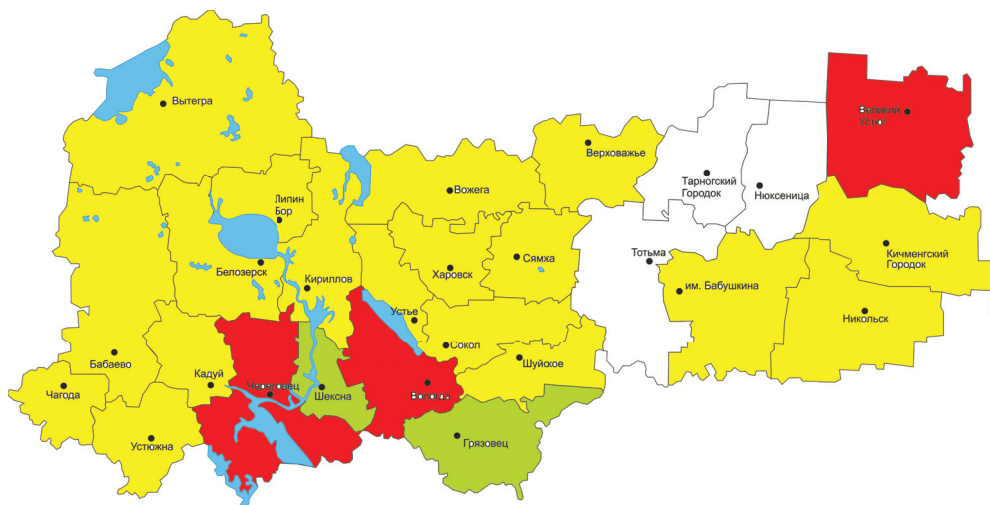 Вытегра
Великий
Устюг
Верховажье
Тарногский
Городок
Вожега
Нюксеница
Липин
Бор
Кичменгский
Городок
Тотьма
Сямжа
Харовск
Белозерск
Кириллов
им. Бабушкина
Никольск
Устье
Сокол
Шуйское
Бабаево
Кадуй
Чагода
Череповец
Шексна
Вологда
Устюжна
Грязовец